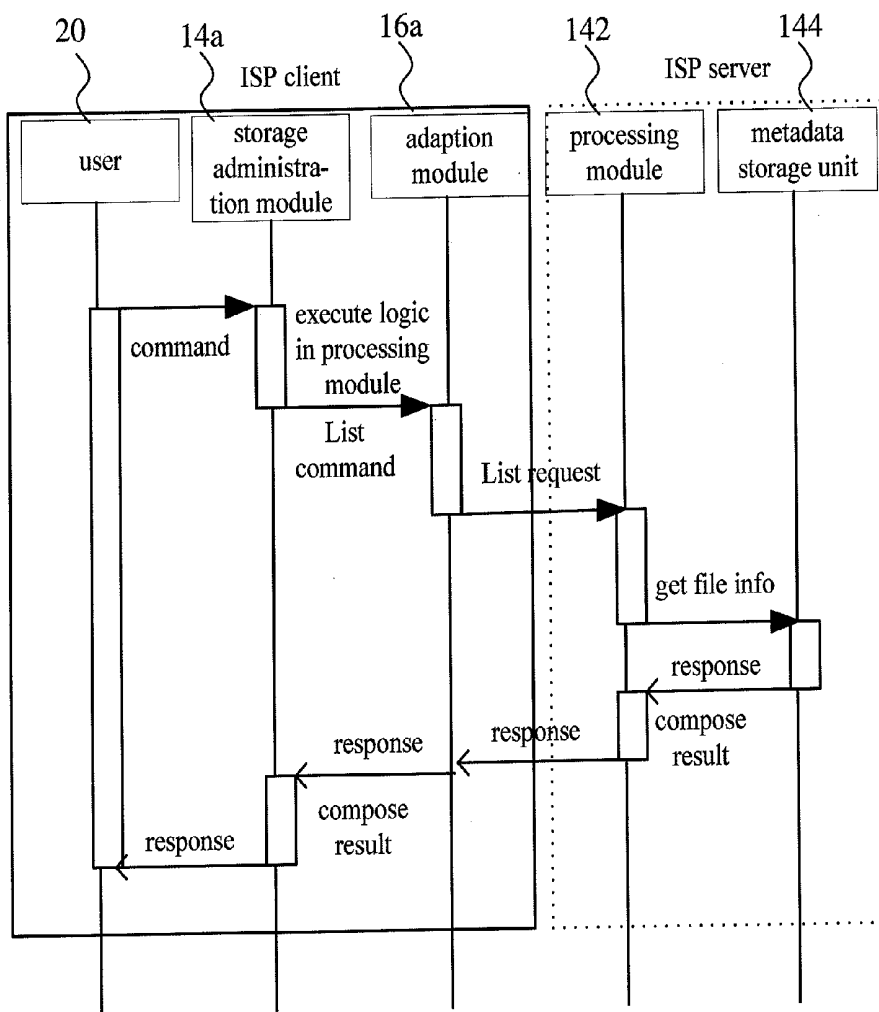 20
14a
16a
142
144
ISP client
ISP server
user
storage
administra-
tion module
adaption
module
processing
module
metadata
storage unit
command
execute logic
in processing
module
List
command
List request
get file info
response
compose
result
response
response
compose
result
response